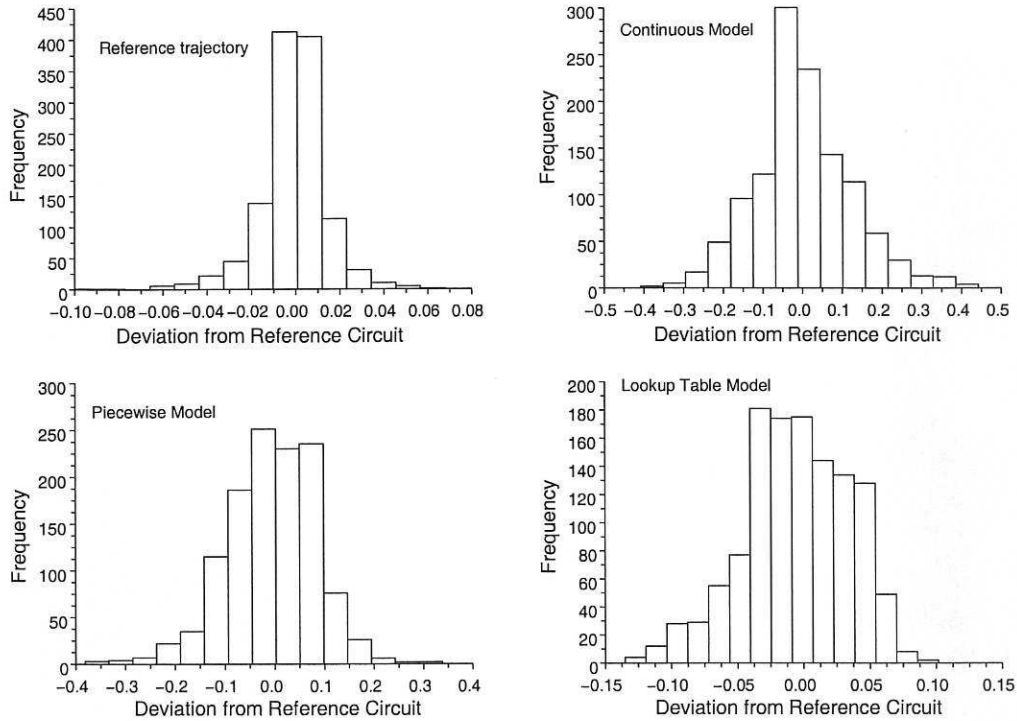 Reference trajectory
Frequency
450
400
350
300
250
200
150
100
50
0
−0.10 −0.08 −0.06 −0.04 −0.02 0.00 0.02 0.04 0.06 0.08
Deviation from Reference Circuit
Continuous Model
Frequency
300
250
200
150
100
50
0
−0.5 −0.4 −0.3 −0.2 −0.1 0.0 0.1 0.2 0.3 0.4 0.5
Deviation from Reference Circuit
Piecewise Model
Frequency
300
250
200
150
100
50
0
−0.4 −0.3 −0.2 −0.1 0.0 0.1 0.2 0.3 0.4
Deviation from Reference Circuit
Lookup Table Model
Frequency
200
180
160
140
120
100
80
60
40
20
0
−0.15 −0.10 −0.05 0.00 0.05 0.10 0.15
Deviation from Reference Circuit